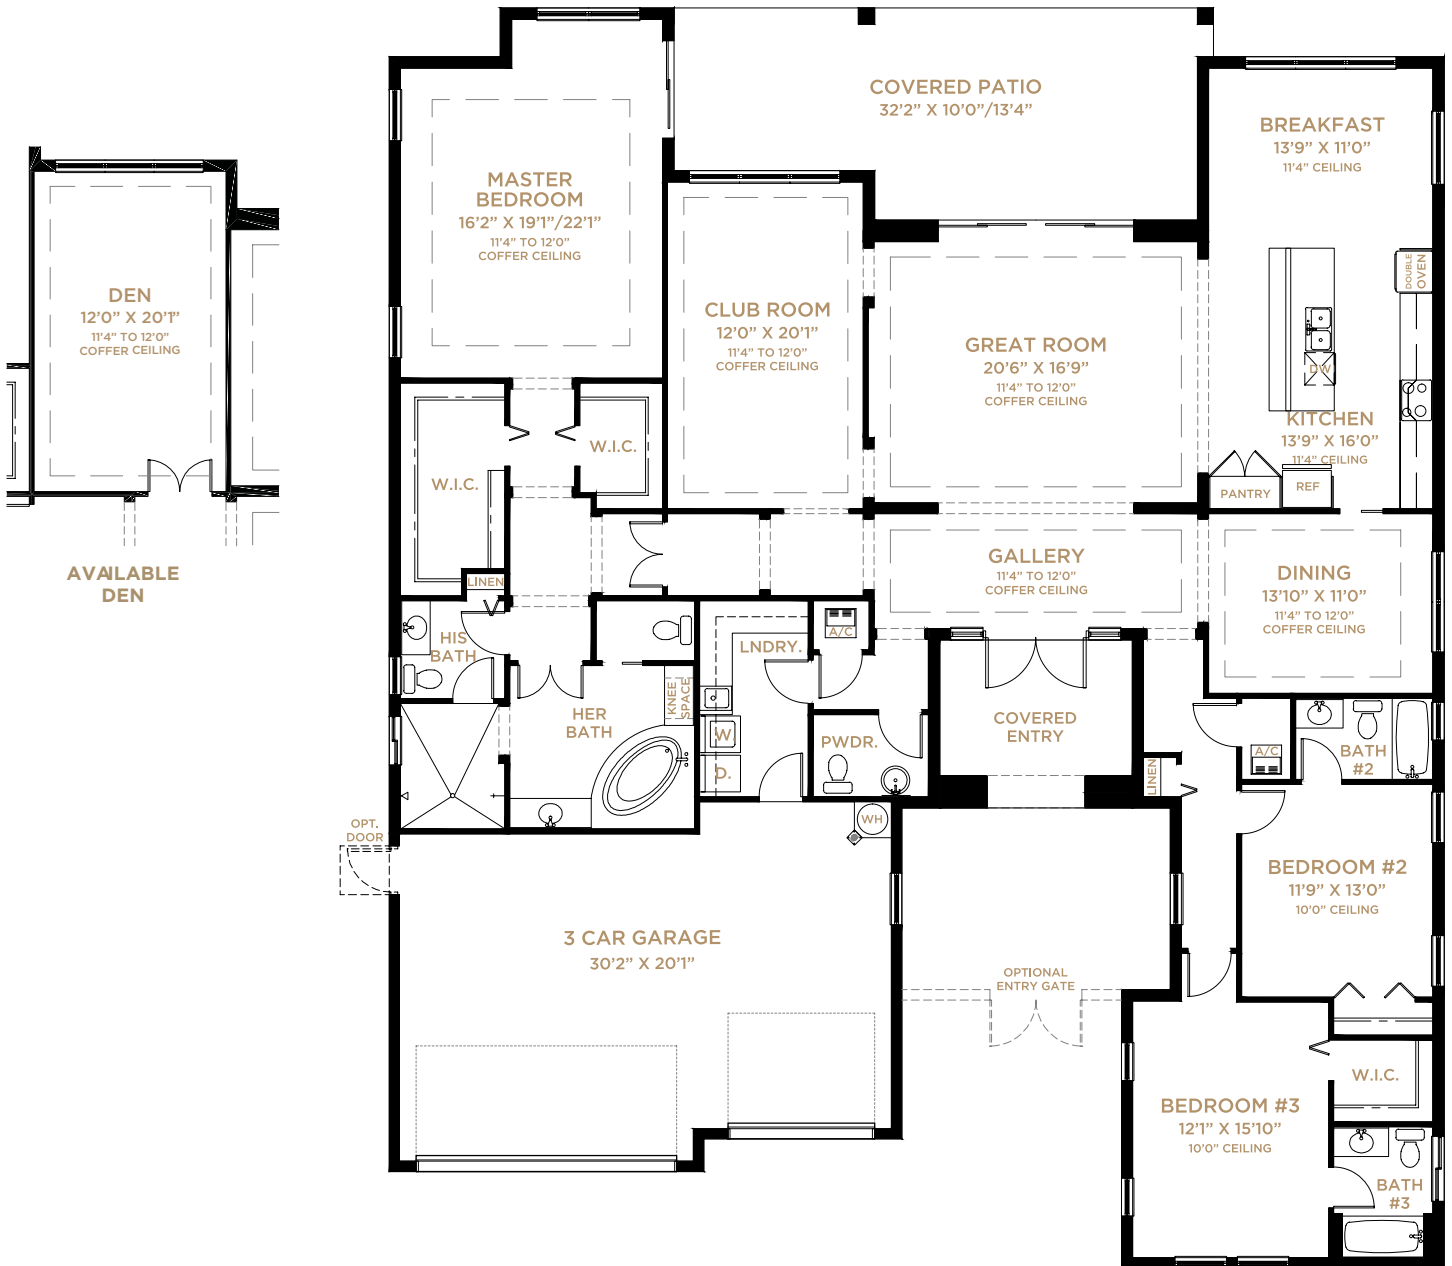 COVERED PATIO
32'2” X 10'0”/13'4”
BREAKFAST
13'9” X 11'0”
11'4” CEILING
MASTER
BEDROOM
16'2” X 19'1”/22'1”
11'4” TO 12'0”
COFFER CEILING
DEN
12'0” X 20'1”
11'4” TO 12'0”
COFFER CEILING
AVAILABLE
DEN
CLUB ROOM
12'0” X 20'1”
11'4” TO 12'0”
COFFER CEILING
GREAT ROOM
20'6” X 16'9”
11'4” TO 12'0”
COFFER CEILING
DOUBLE
OVEN
DW
KITCHEN
13'9” X 16'0”
11'4” CEILING
PANTRY
REF
W.I.C.
W.I.C.
LINEN
GALLERY
11'4” TO 12'0”
COFFER CEILING
DINING
13'10” X 11'0”
11'4” TO 12'0”
COFFER CEILING
HIS
BATH
LNDRY.
A/C
KNEE
SPACE
HER
BATH
W.
D.
PWDR.
COVERED
ENTRY
LINEN
A/C
BATH
#2
OPT.
DOOR
WH
BEDROOM #2
11'9” X 13'0”
10'0” CEILING
3 CAR GARAGE
30'2” X 20'1”
OPTIONAL
ENTRY GATE
W.I.C.
BEDROOM #3
12'1” X 15'10”
10'0” CEILING
BATH
#3